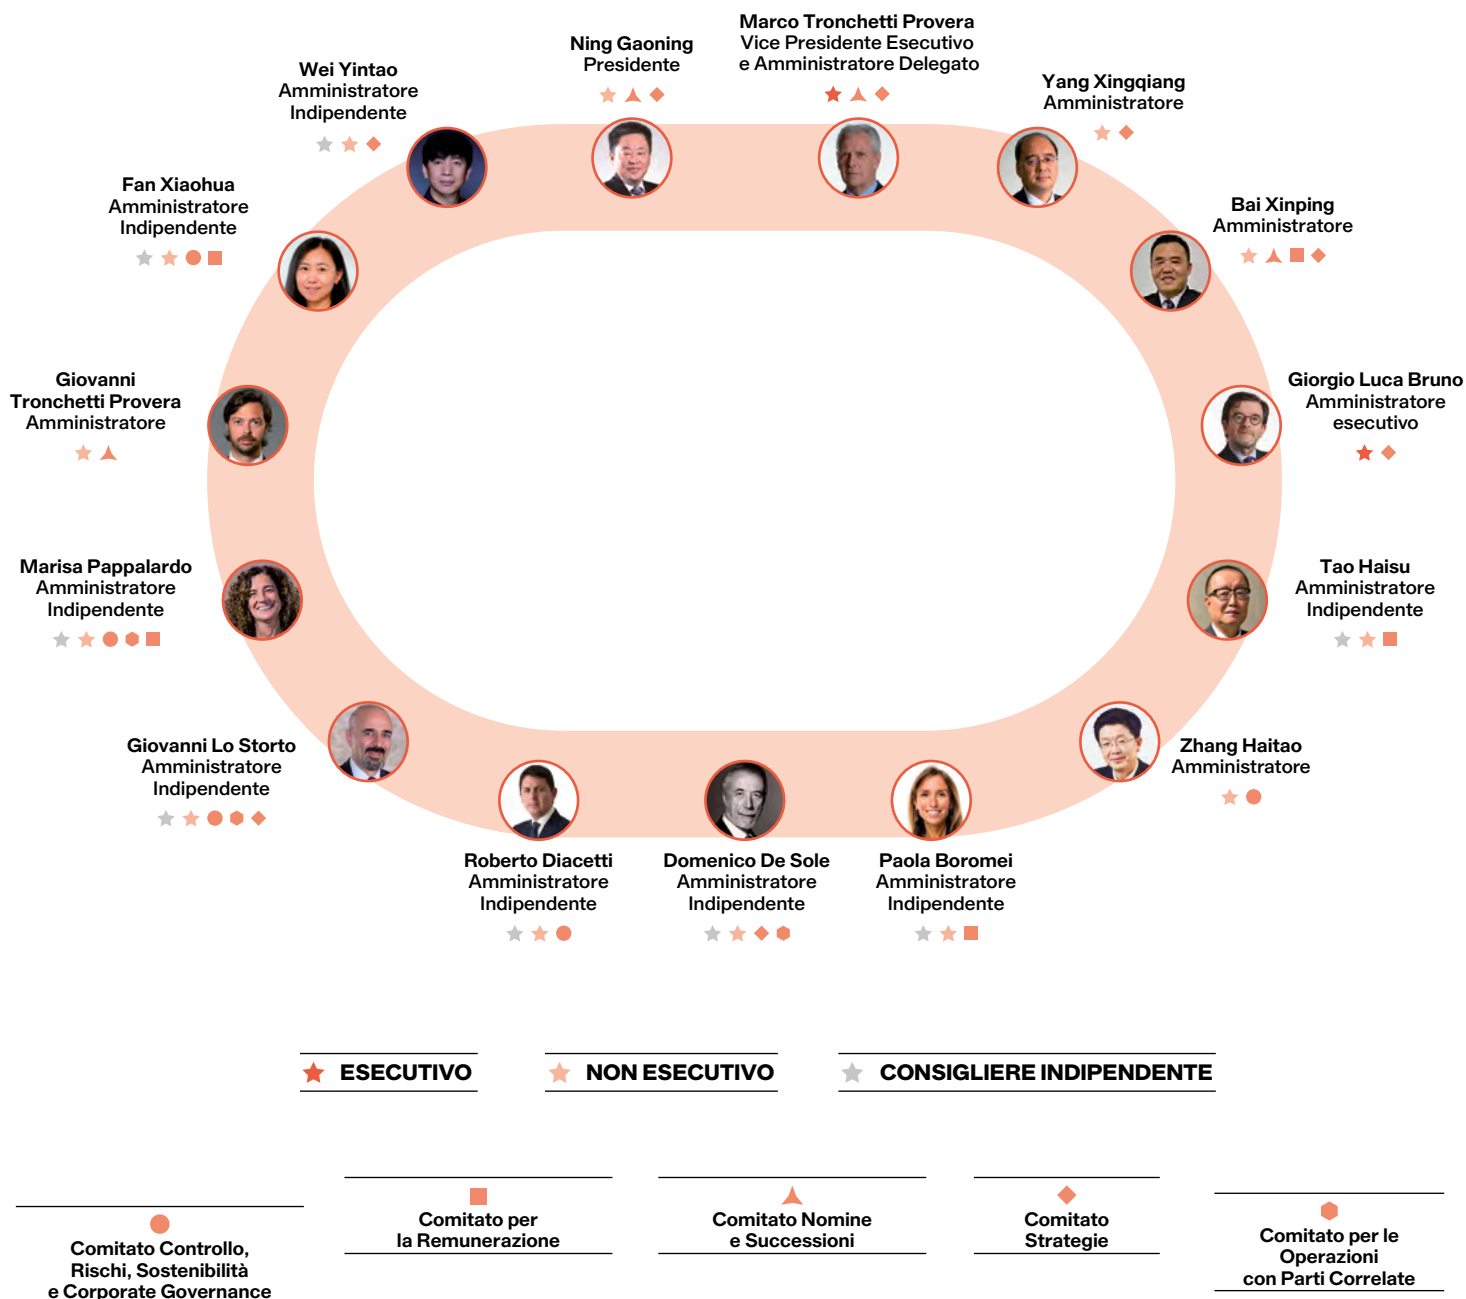 Marco Tronchetti Provera
Vice Presidente Esecutivo
e Amministratore Delegato
Ning Gaoning
Presidente
Wei Yintao
Amministratore
Indipendente
Yang Xingqiang
Amministratore
Fan Xiaohua
Amministratore
Indipendente
Bai Xinping
Amministratore
Giovanni
Tronchetti Provera
Amministratore
Giorgio Luca Bruno
Amministratore
esecutivo
Marisa Pappalardo
Amministratore
Indipendente
Tao Haisu
Amministratore
Indipendente
Giovanni Lo Storto
Amministratore
Indipendente
Zhang Haitao
Amministratore
Roberto Diacetti
Amministratore
Indipendente
Domenico De Sole
Amministratore
Indipendente
Paola Boromei
Amministratore
Indipendente
ESECUTIVO
NON ESECUTIVO
CONSIGLIERE INDIPENDENTE
Comitato Controllo,
Rischi, Sostenibilità
e Corporate Governance
Comitato per
la Remunerazione
Comitato Nomine
e Successioni
Comitato
Strategie
Comitato per le
Operazioni
con Parti Correlate